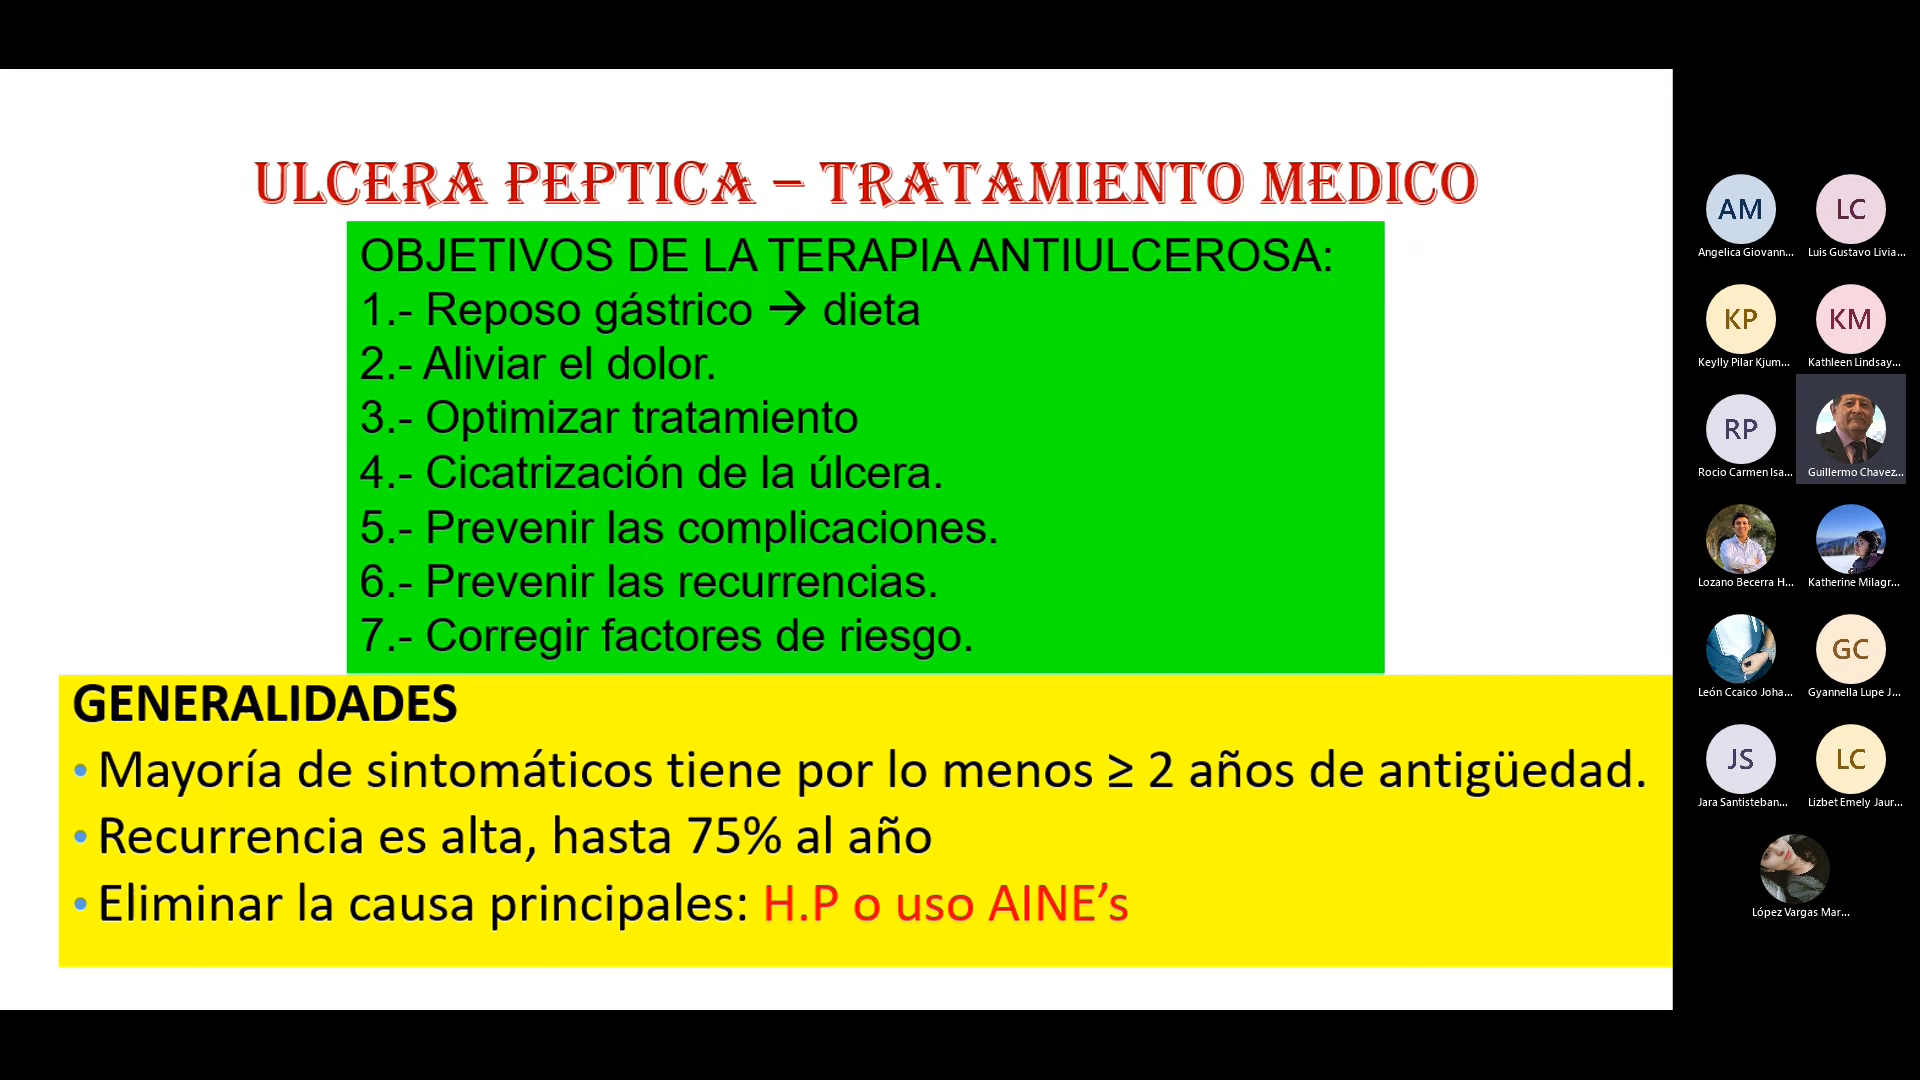 ULCERA PEPTICA – TRATAMIENTO MEDICO
OBJETIVOS DE LA TERAPIA ANTIULCEROSA:
1.- Reposo gástrico → dieta
2.- Aliviar el dolor.
3.- Optimizar tratamiento
4.- Cicatrización de la úlcera.
5.- Prevenir las complicaciones.
6.- Prevenir las recurrencias.
7.- Corregir factores de riesgo.
GENERALIDADES
• Mayoría de sintomáticos tiene por lo menos ≥ 2 años de antigüedad.
• Recurrencia es alta, hasta 75% al año
• Eliminar la causa principales: H.P o uso AINE’s
AM
LC
Angelica Giovann...
Luis Gustavo Livia...
KP
KM
Keylly Pilar Kjum...
Kathleen Lindsay...
RP
Rocio Carmen Isa...
Guillermo Chavez...
Lozano Becerra H...
Katherine Milagr...
GC
León Ccaico Joha...
Gyannella Lupe J...
JS
LC
Jara Santisteban...
Lizbet Emely Jaur...
López Vargas Mar...